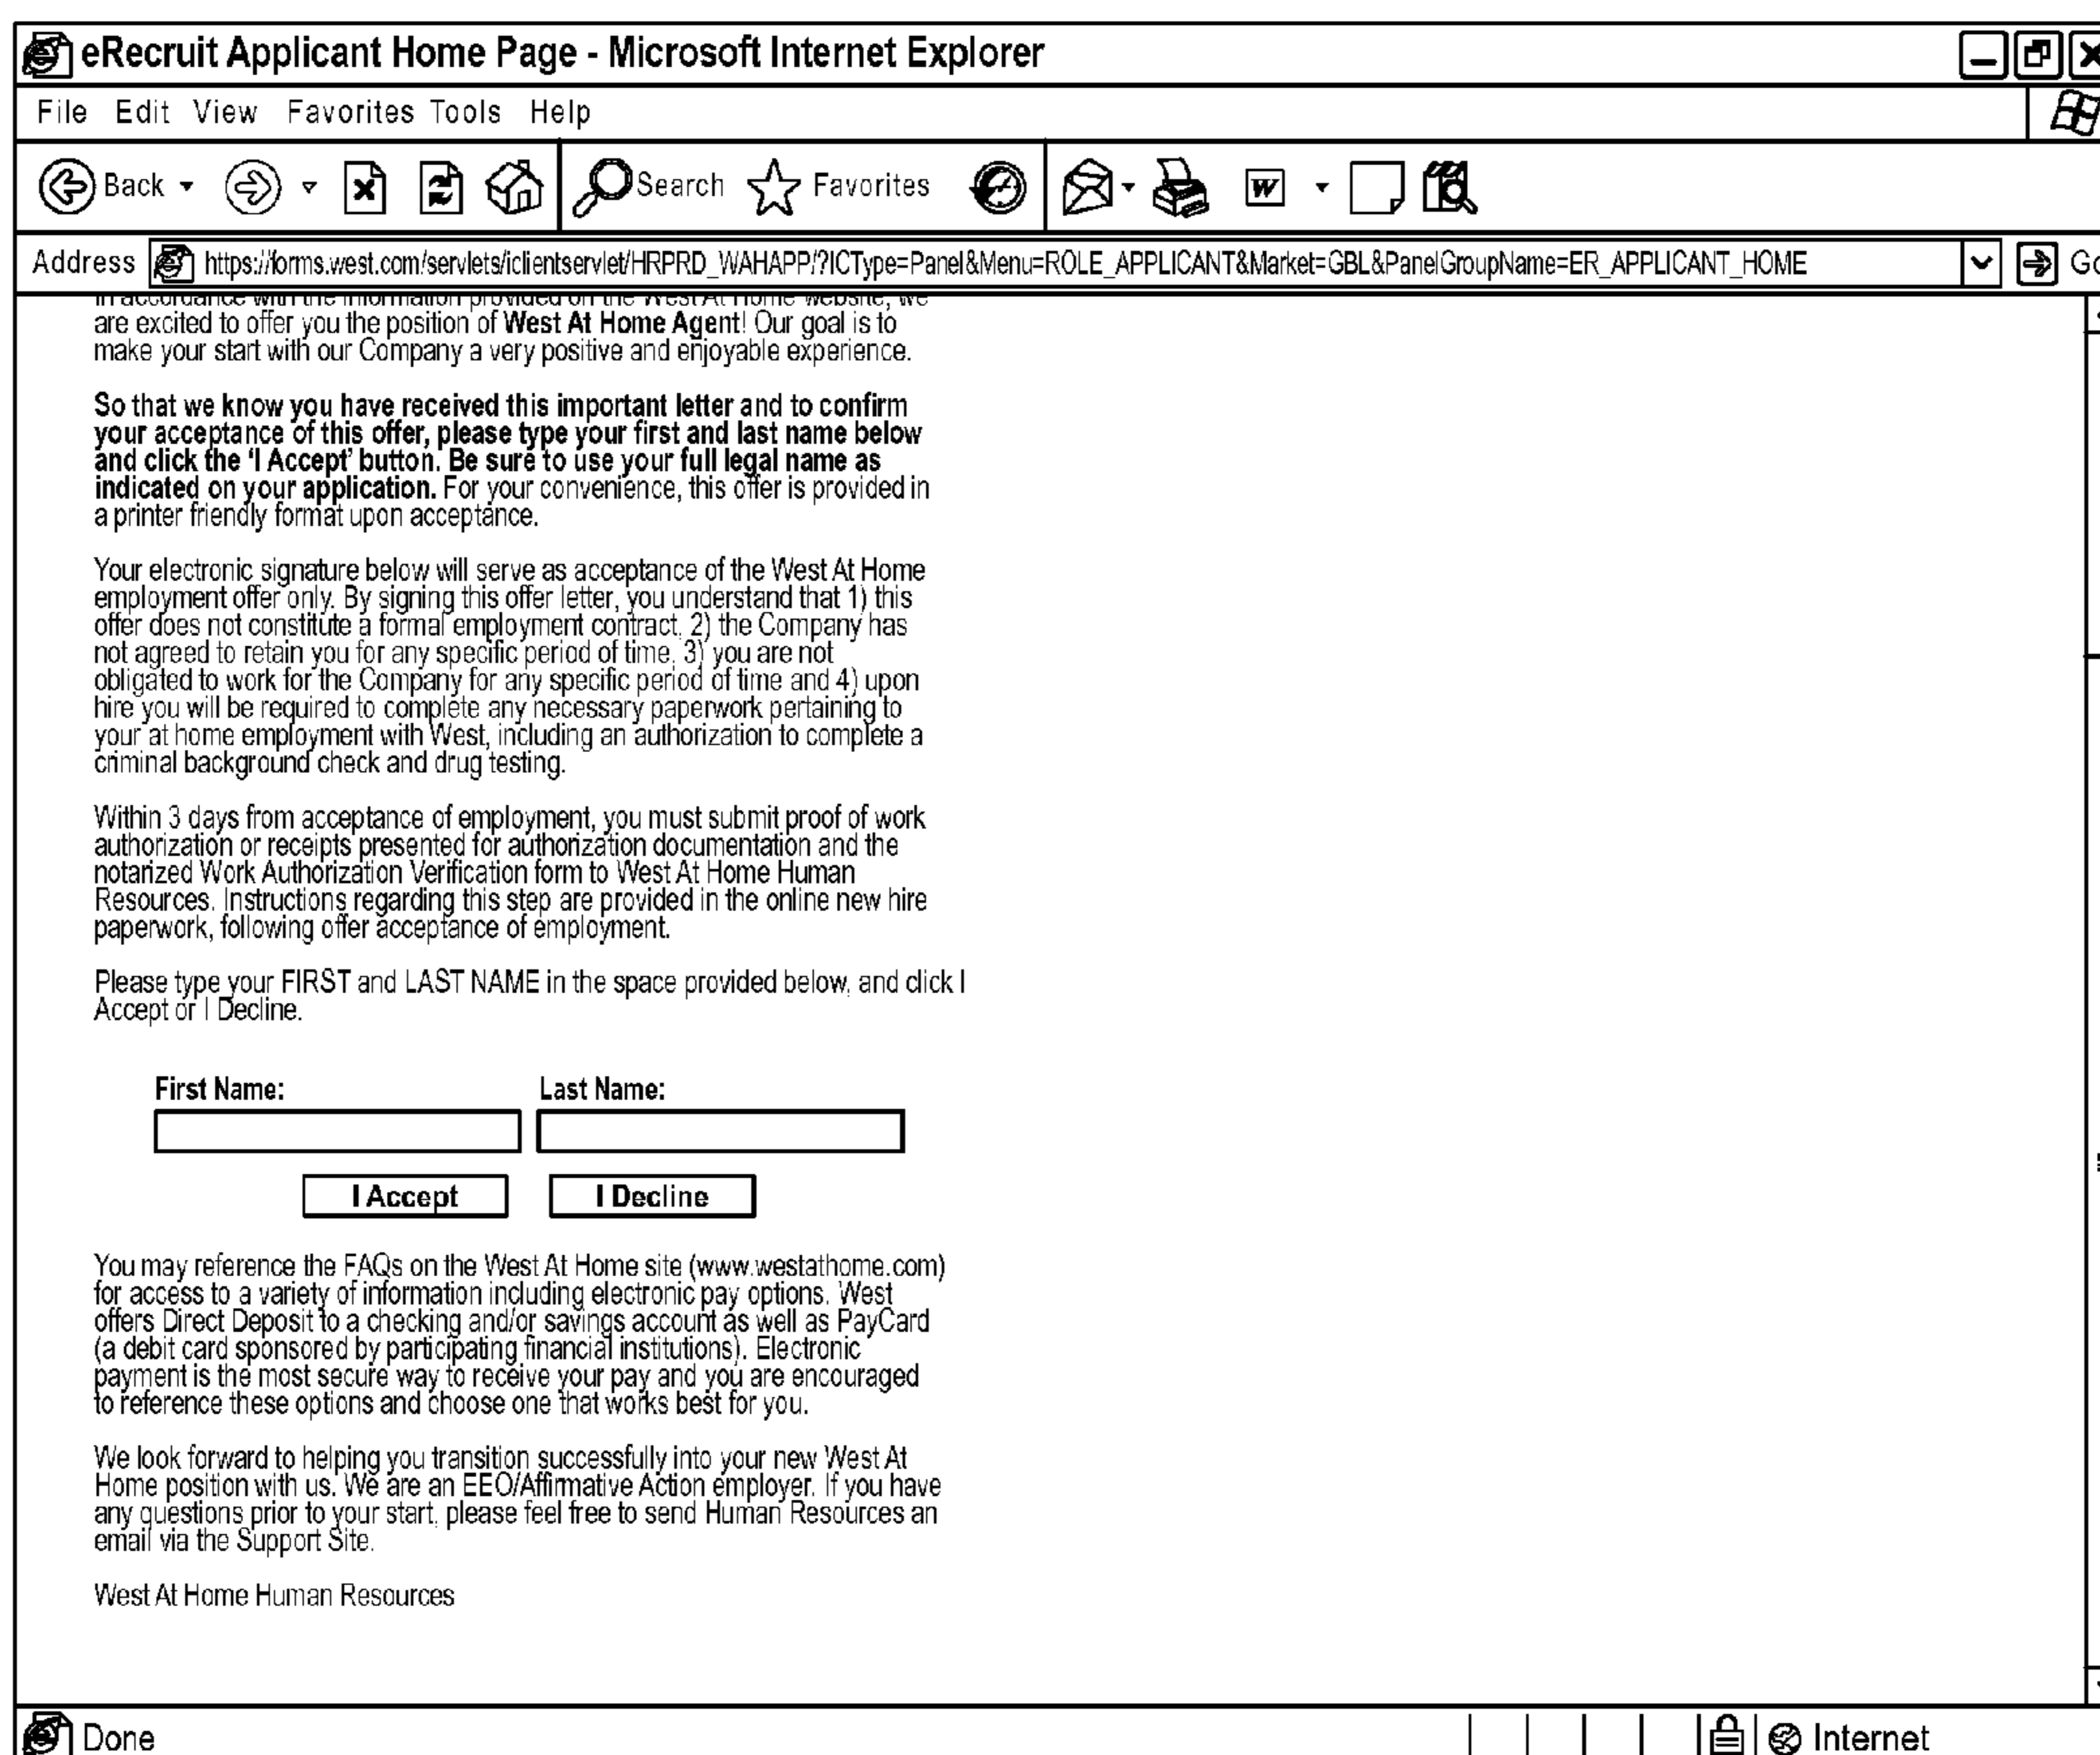 eRecruit Applicant Home Page - Microsoft Internet Explorer
File Edit View Favorites Tools Help
Back Search Favorites W
Address https://forms.west.com/servlets/iclientservlet/HRPRD_WAHAPP/?ICType=Panel&Menu=ROLE_APPLICANT&Market=GBL&PanelGroupName=ER_APPLICANT_HOME Go
In accordance with the information provided on the West At Home website, we
are excited to offer you the position of West At Home Agent! Our goal is to
make your start with our Company a very positive and enjoyable experience.
So that we know you have received this important letter and to confirm
your acceptance of this offer, please type your first and last name below
and click the 'I Accept' button. Be sure to use your full legal name as
indicated on your application. For your convenience, this offer is provided in
a printer friendly format upon acceptance.
Your electronic signature below will serve as acceptance of the West At Home
employment offer only. By signing this offer letter, you understand that 1) this
offer does not constitute a formal employment contract, 2) the Company has
not agreed to retain you for any specific period of time, 3) you are not
obligated to work for the Company for any specific period of time and 4) upon
hire you will be required to complete any necessary paperwork pertaining to
your at home employment with West, including an authorization to complete a
criminal background check and drug testing.
Within 3 days from acceptance of employment, you must submit proof of work
authorization or receipts presented for authorization documentation and the
notarized Work Authorization Verification form to West At Home Human
Resources. Instructions regarding this step are provided in the online new hire
paperwork, following offer acceptance of employment.
Please type your FIRST and LAST NAME in the space provided below, and click I
Accept or I Decline.
First Name: Last Name:
I Accept I Decline
You may reference the FAQs on the West At Home site (www.westathome.com)
for access to a variety of information including electronic pay options. West
offers Direct Deposit to a checking and/or savings account as well as PayCard
(a debit card sponsored by participating financial institutions). Electronic
payment is the most secure way to receive your pay and you are encouraged
to reference these options and choose one that works best for you.
We look forward to helping you transition successfully into your new West At
Home position with us. We are an EEO/Affirmative Action employer. If you have
any questions prior to your start, please feel free to send Human Resources an
email via the Support Site.
West At Home Human Resources
Done Internet